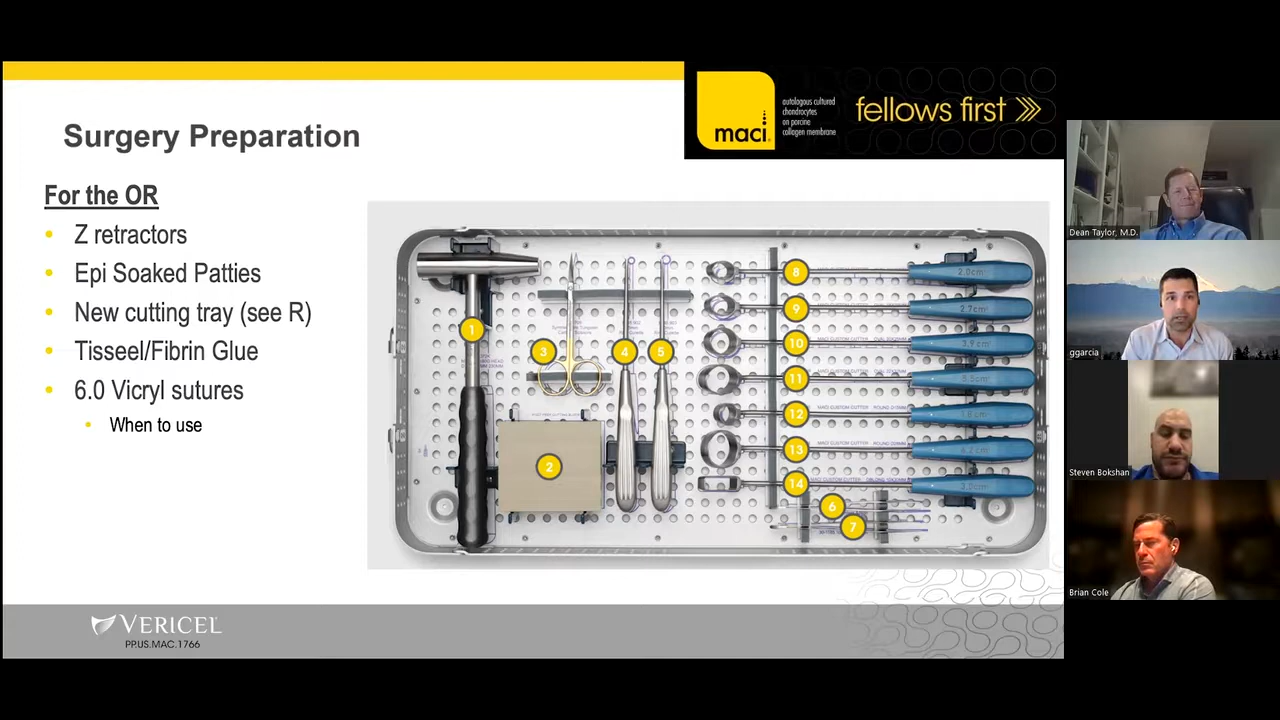 Surgery Preparation
maci
autologous cultured
chondrocytes
on porcine
collagen membrane
fellows first
For the OR
• Z retractors
• Epi Soaked Patties
• New cutting tray (see R)
• Tisseel/Fibrin Glue
• 6.0 Vicryl sutures
• When to use
1
2
3
4
5
8
9
10
11
12
13
14
6
7
2.7cm²
VERICEL
PP.US.MAC.1766
Dean Taylor, M.D.
ggarcia
Steven Bokshan
Brian Cole